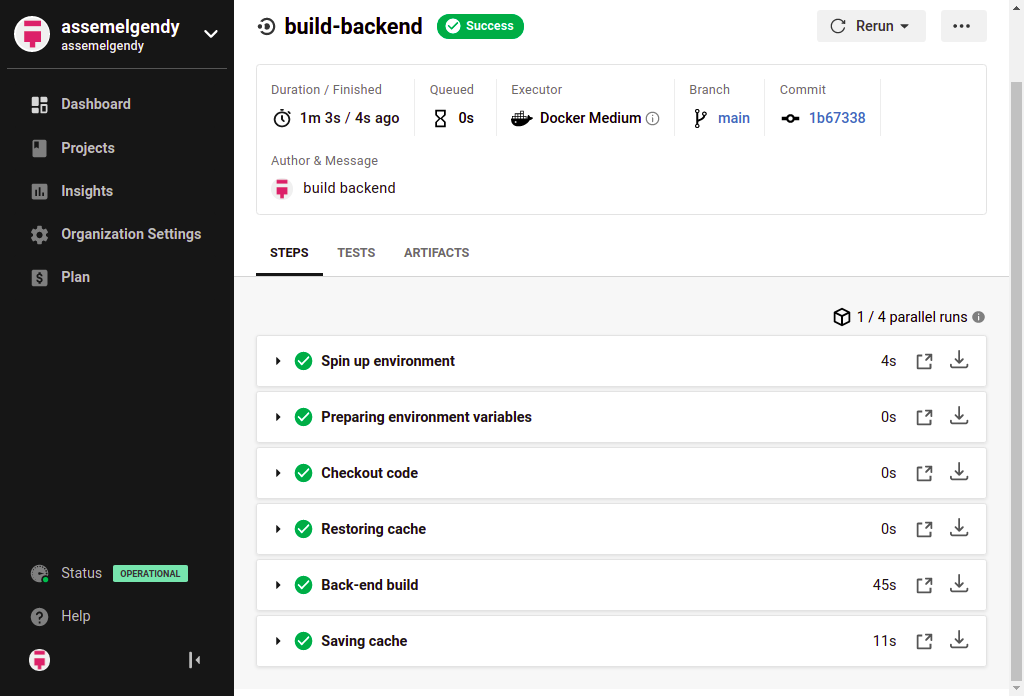 assemelgendy
assemelgendy
Dashboard
Projects
Insights
Organization Settings
Plan
Status OPERATIONAL
Help
build-backend Success
Rerun
Duration / Finished Queued Executor Branch Commit
1m 3s / 4s ago 0s Docker Medium main 1b67338
Author & Message
build backend
STEPS TESTS ARTIFACTS
1 / 4 parallel runs
Spin up environment 4s
Preparing environment variables 0s
Checkout code 0s
Restoring cache 0s
Back-end build 45s
Saving cache 11s